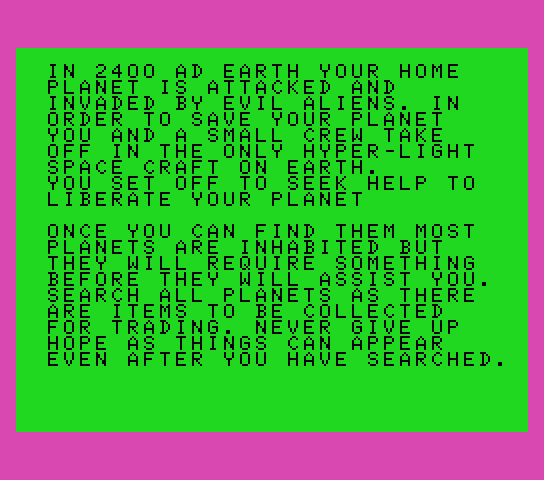 IN 2400 AD EARTH YOUR HOME
PLANET IS ATTACKED AND
INVADED BY EVIL ALIENS. IN
ORDER TO SAVE YOUR PLANET
YOU AND A SMALL CREW TAKE
OFF IN THE ONLY HYPER-LIGHT
SPACE CRAFT ON EARTH.
YOU SET OFF TO SEEK HELP TO
LIBERATE YOUR PLANET
ONCE YOU CAN FIND THEM MOST
PLANETS ARE INHABITED BUT
THEY WILL REQUIRE SOMETHING
BEFORE THEY WILL ASSIST YOU.
SEARCH ALL PLANETS AS THERE
ARE ITEMS TO BE COLLECTED
FOR TRADING. NEVER GIVE UP
HOPE AS THINGS CAN APPEAR
EVEN AFTER YOU HAVE SEARCHED.